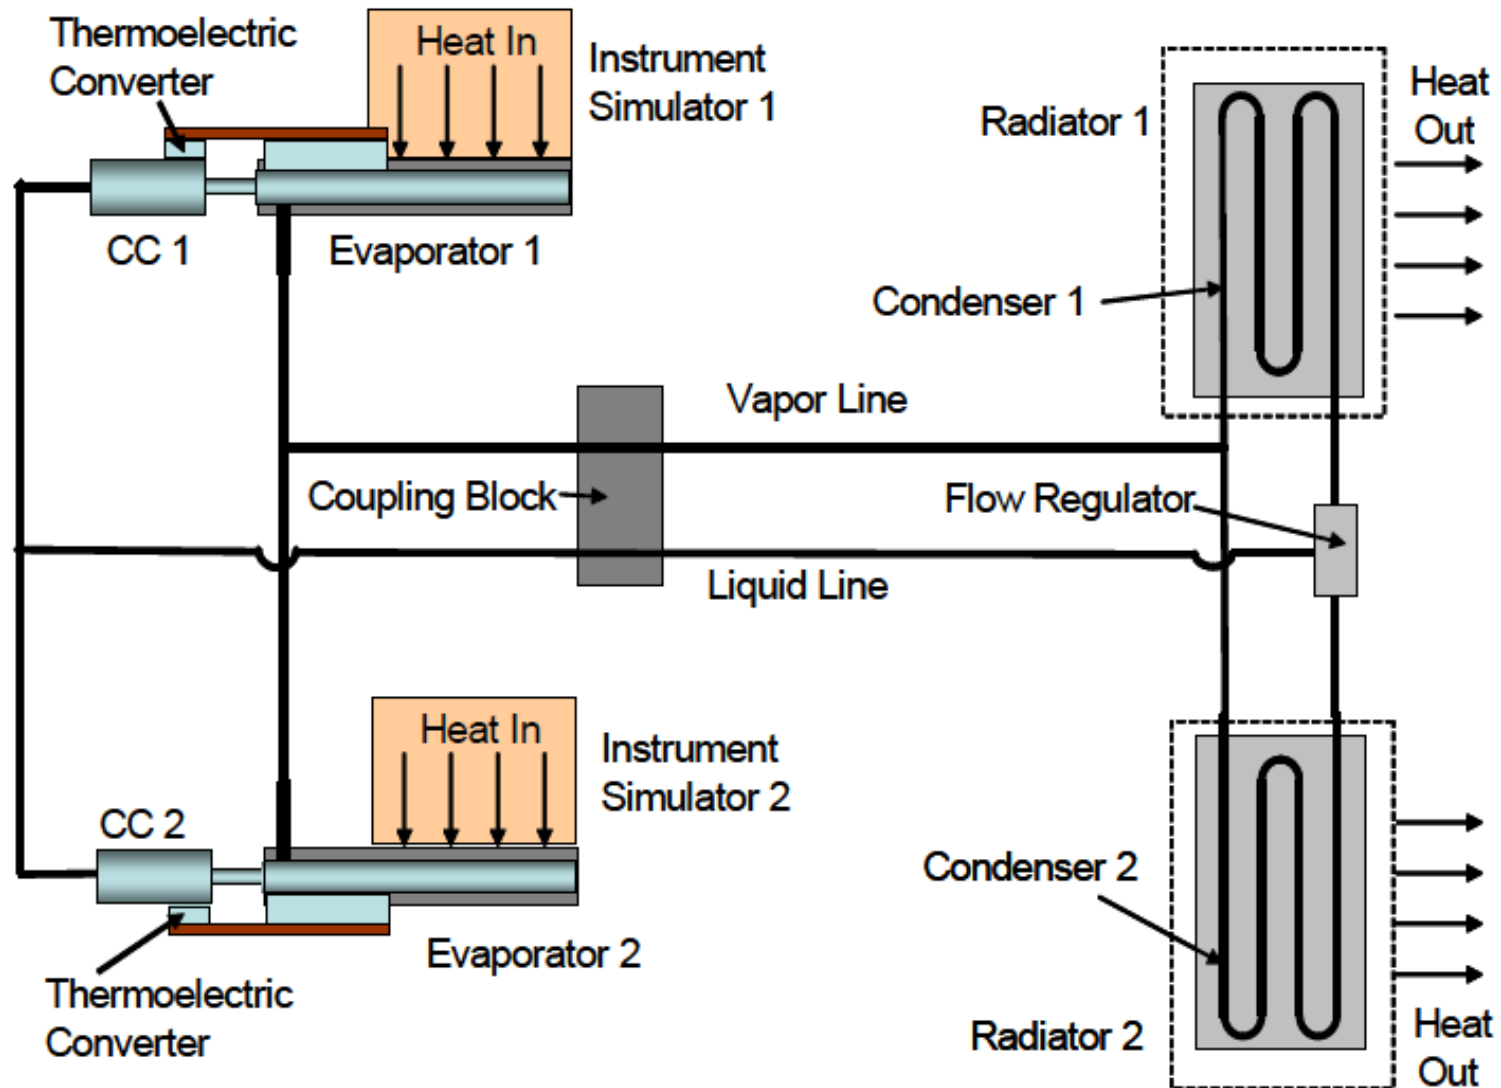 Thermoelectric
Converter
Heat In
Instrument
Simulator 1
CC 1
Evaporator 1
Radiator 1
Heat
Out
Condenser 1
Vapor Line
Coupling Block
Flow Regulator
Liquid Line
Heat In
Instrument
Simulator 2
CC 2
Evaporator 2
Thermoelectric
Converter
Condenser 2
Radiator 2
Heat
Out